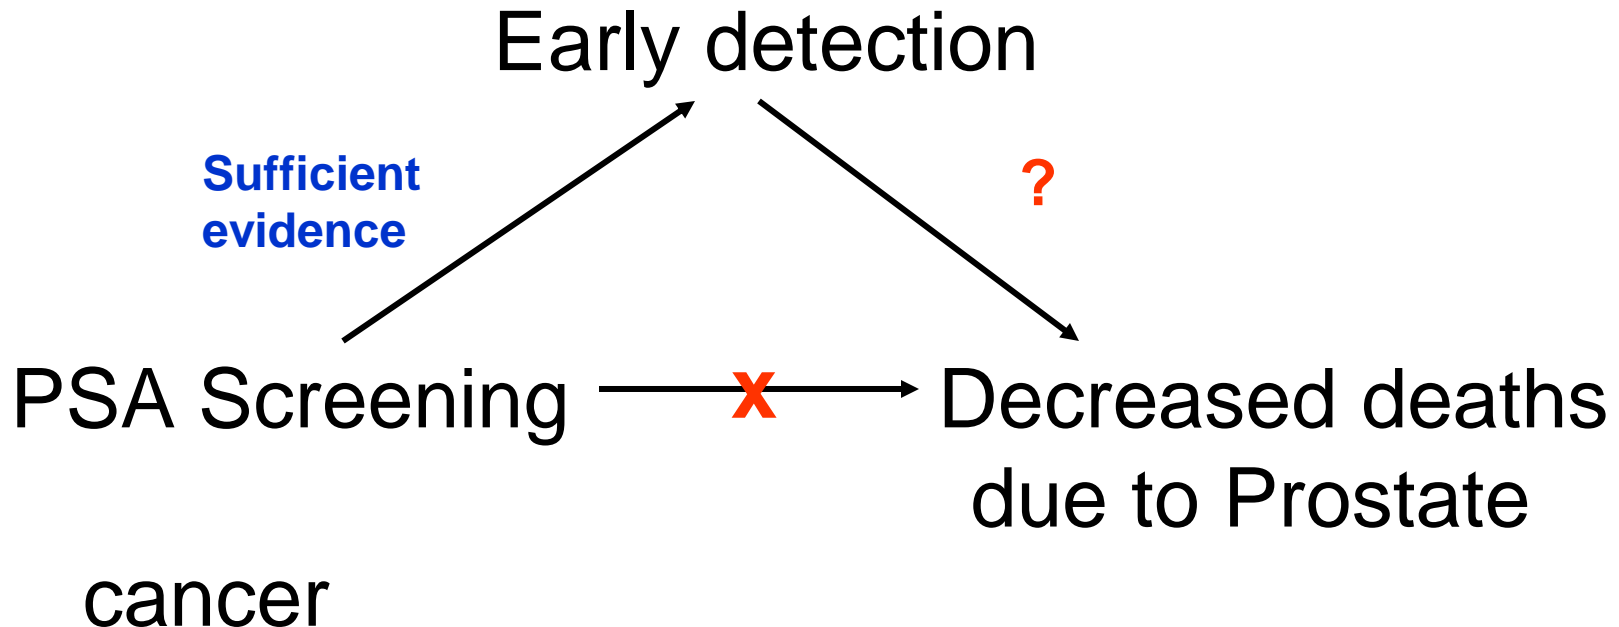 Early detection
Sufficient
evidence
?
PSA Screening
x
Decreased deaths
due to Prostate
cancer